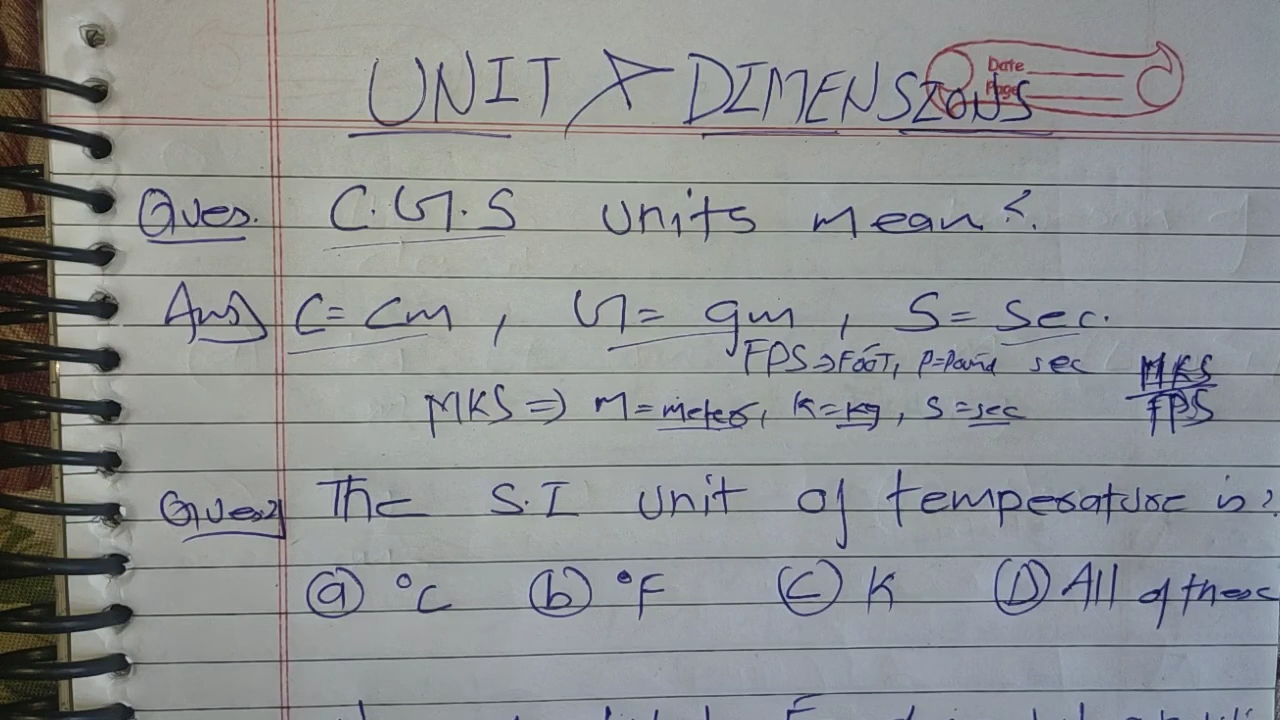 UNIT & DIMENSIONS
Date
Page
Ques. C.G.S Units mean?
Ans) C= Cm, G= gm, S= Sec.
FPS⇒FOOT, P=Pound sec
MKS
MKS ⇒ M=meter, K=kg, S=sec
FPS
Ques2) The S.I Unit of temperature is?
(a) °C (b) °F (C) K (D) All of these